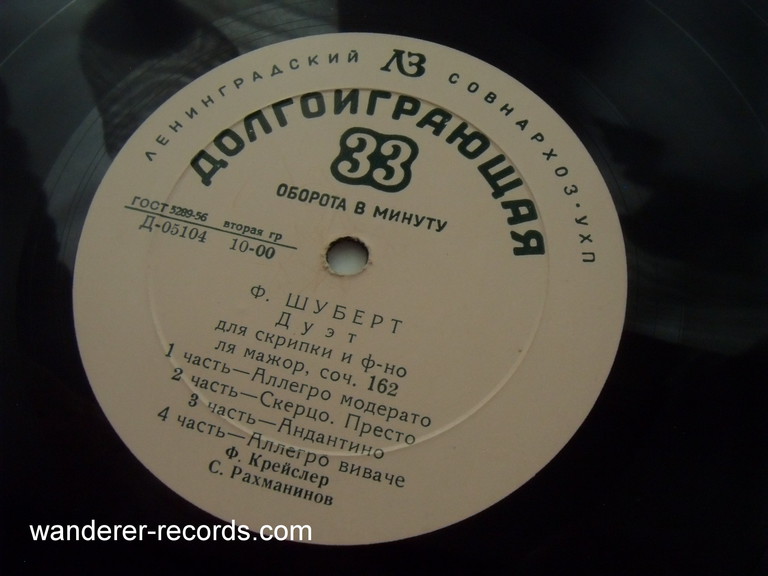 ЛЕНИНГРАДСКИЙ ЛЗ СОВНАРХОЗ • УХП
ДОЛГОИГРАЮЩАЯ
33
ОБОРОТА В МИНУТУ
ГОСТ 5289-56 вторая гр
Д-05104 10-00
Ф. ШУБЕРТ
Дуэт
для скрипки и ф-но
ля мажор, соч. 162
1 часть—Аллегро модерато
2 часть—Скерцо. Престо
3 часть—Андантино
4 часть—Аллегро виваче
Ф. Крейслер
С. Рахманинов
wanderer-records.com